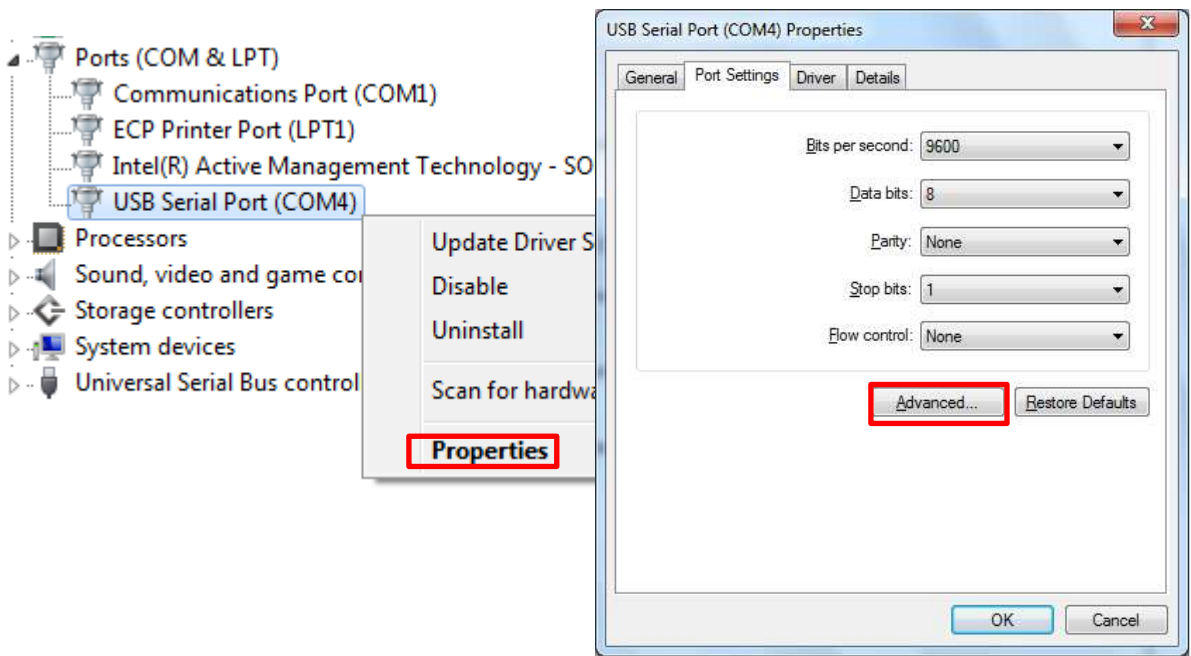 Ports (COM & LPT)
Communications Port (COM1)
ECP Printer Port (LPT1)
Intel(R) Active Management Technology - SO
USB Serial Port (COM4)
Processors
Sound, video and game co
Storage controllers
System devices
Universal Serial Bus control
Update Driver S
Disable
Uninstall
Scan for hardwa
Properties
USB Serial Port (COM4) Properties
General Port Settings Driver Details
Bits per second: 9600
Data bits: 8
Parity: None
Stop bits: 1
Flow control: None
Advanced... Restore Defaults
OK Cancel